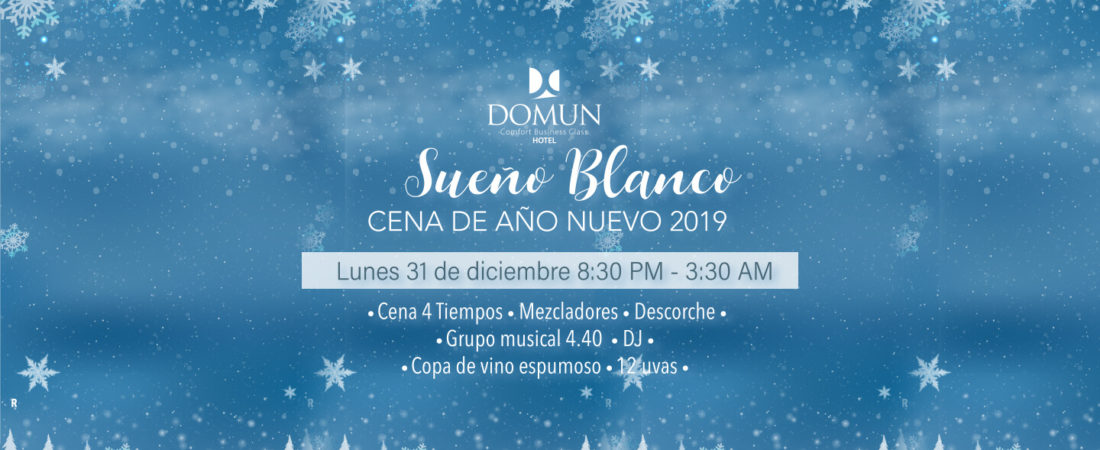 DOMUN
Comfort Business Class
HOTEL
Sueño Blanco
CENA DE AÑO NUEVO 2019
Lunes 31 de diciembre 8:30 PM - 3:30 AM
• Cena 4 Tiempos • Mezcladores • Descorche •
• Grupo musical 4.40 • DJ •
• Copa de vino espumoso • 12 uvas •
R
R